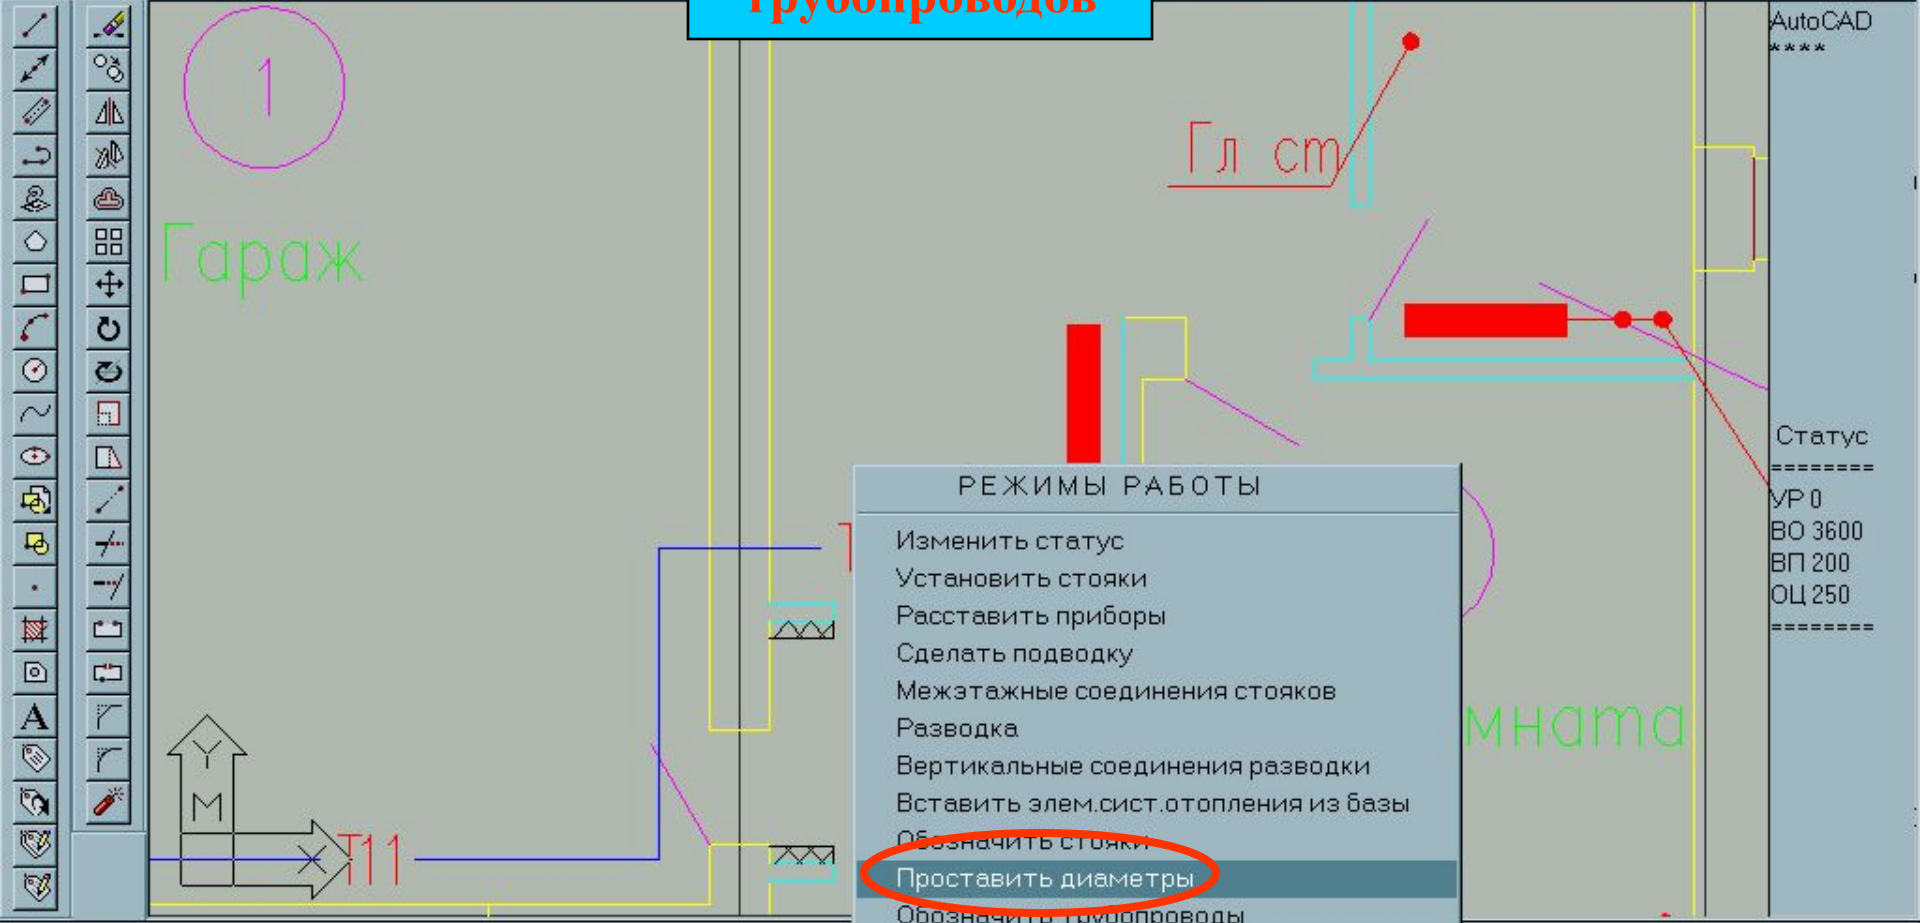 трубопроводов
AutoCAD
* * * *
1
Гл ст
Гараж
Статус
========
УР 0
ВО 3600
ВП 200
ОЦ 250
========
РЕЖИМЫ РАБОТЫ
Изменить статус
Установить стояки
Расставить приборы
Сделать подводку
Межэтажные соединения стояков
Разводка
Вертикальные соединения разводки
Вставить элем.сист.отопления из базы
Обозначить стояки
Проставить диаметры
Обозначить трубопроводы
мната
A
Y
M
X
T11